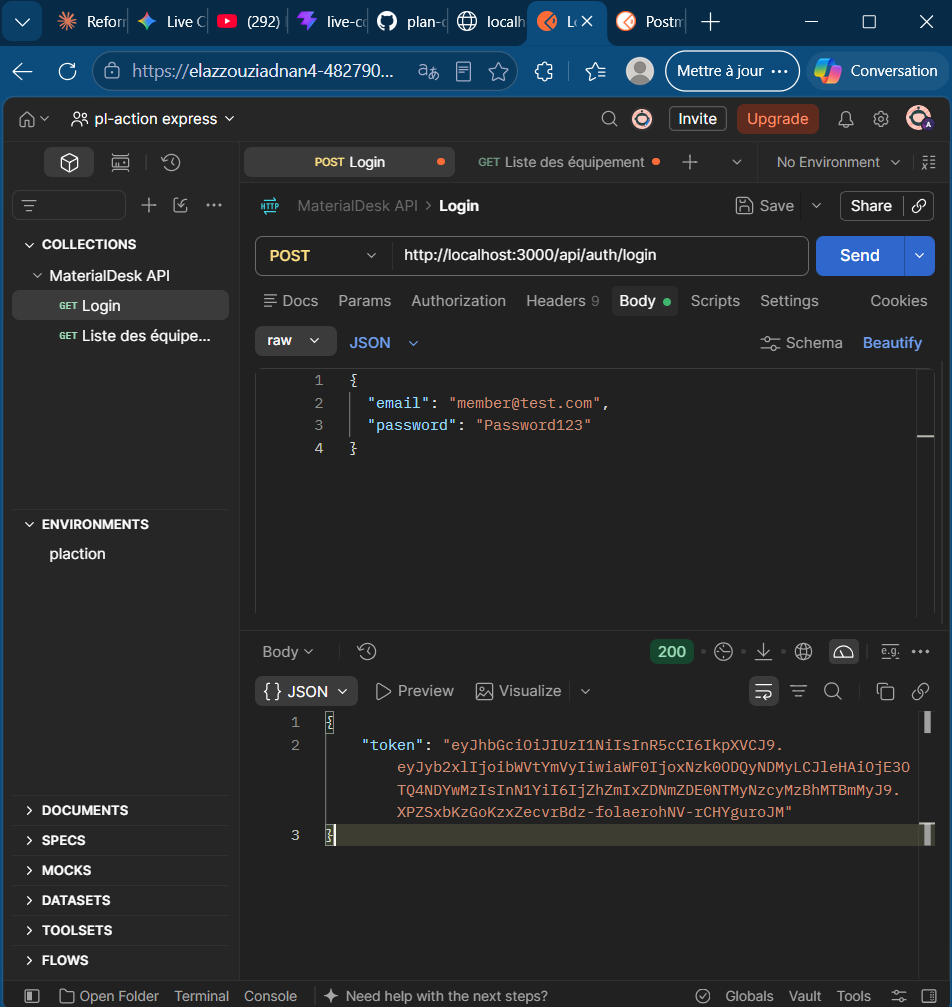 Reform
Live C
(292)
live-co
plan-c
localh
L
Postm
https://elazzouziadnan4-482790...
Mettre à jour
Conversation
pl-action express
Invite
Upgrade
POST Login
GET Liste des équipement
No Environment
HTTP
MaterialDesk API > Login
Save
Share
COLLECTIONS
MaterialDesk API
GET Login
GET Liste des équipe...
POST
http://localhost:3000/api/auth/login
Send
Docs
Params
Authorization
Headers 9
Body
Scripts
Settings
Cookies
raw
JSON
Schema
Beautify
1 {
2 "email": "member@test.com",
3 "password": "Password123"
4 }
ENVIRONMENTS
plaction
Body
200
e.g.
{} JSON
Preview
Visualize
1 {
2 "token": "eyJhbGciOiJIUzI1NiIsInR5cCI6IkpXVCJ9.
eyJyb2xlIjoibWVtYmVyIiwiaWF0IjoxNzk0ODQyNDMyLCJleHAiOjE3O
TQ4NDYwMzIsInN1YiI6IjZhZmIxZDNmZDE0NTMyNzcyMzBhMTBmMyJ9.
XPZSxbKzGoKzxZecvrBdz-folaerohNV-rCHYguroJM"
3 }
DOCUMENTS
SPECS
MOCKS
DATASETS
TOOLSETS
FLOWS
Open Folder
Terminal
Console
Need help with the next steps?
Globals
Vault
Tools